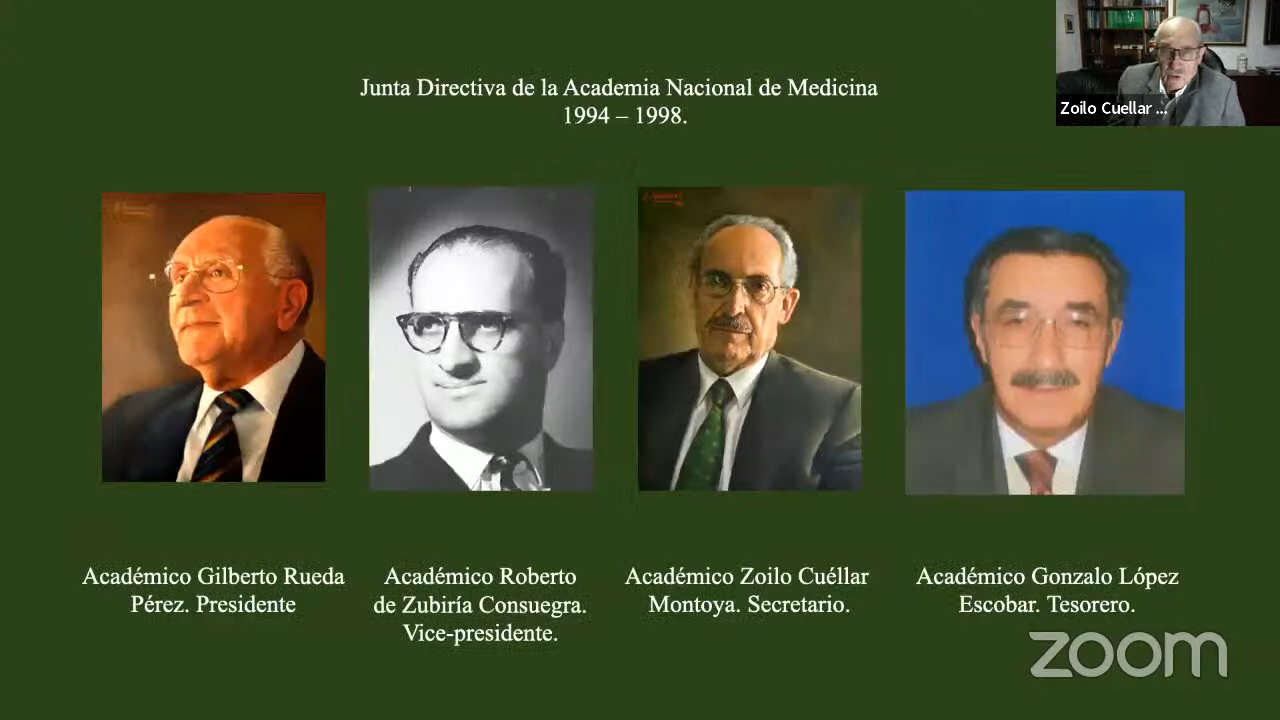 Junta Directiva de la Academia Nacional de Medicina
1994 – 1998.
Zoilo Cuellar ...
Académico Gilberto Rueda
Pérez. Presidente
Académico Roberto
de Zubiría Consuegra.
Vice-presidente.
Académico Zoilo Cuéllar
Montoya. Secretario.
Académico Gonzalo López
Escobar. Tesorero.
zoom